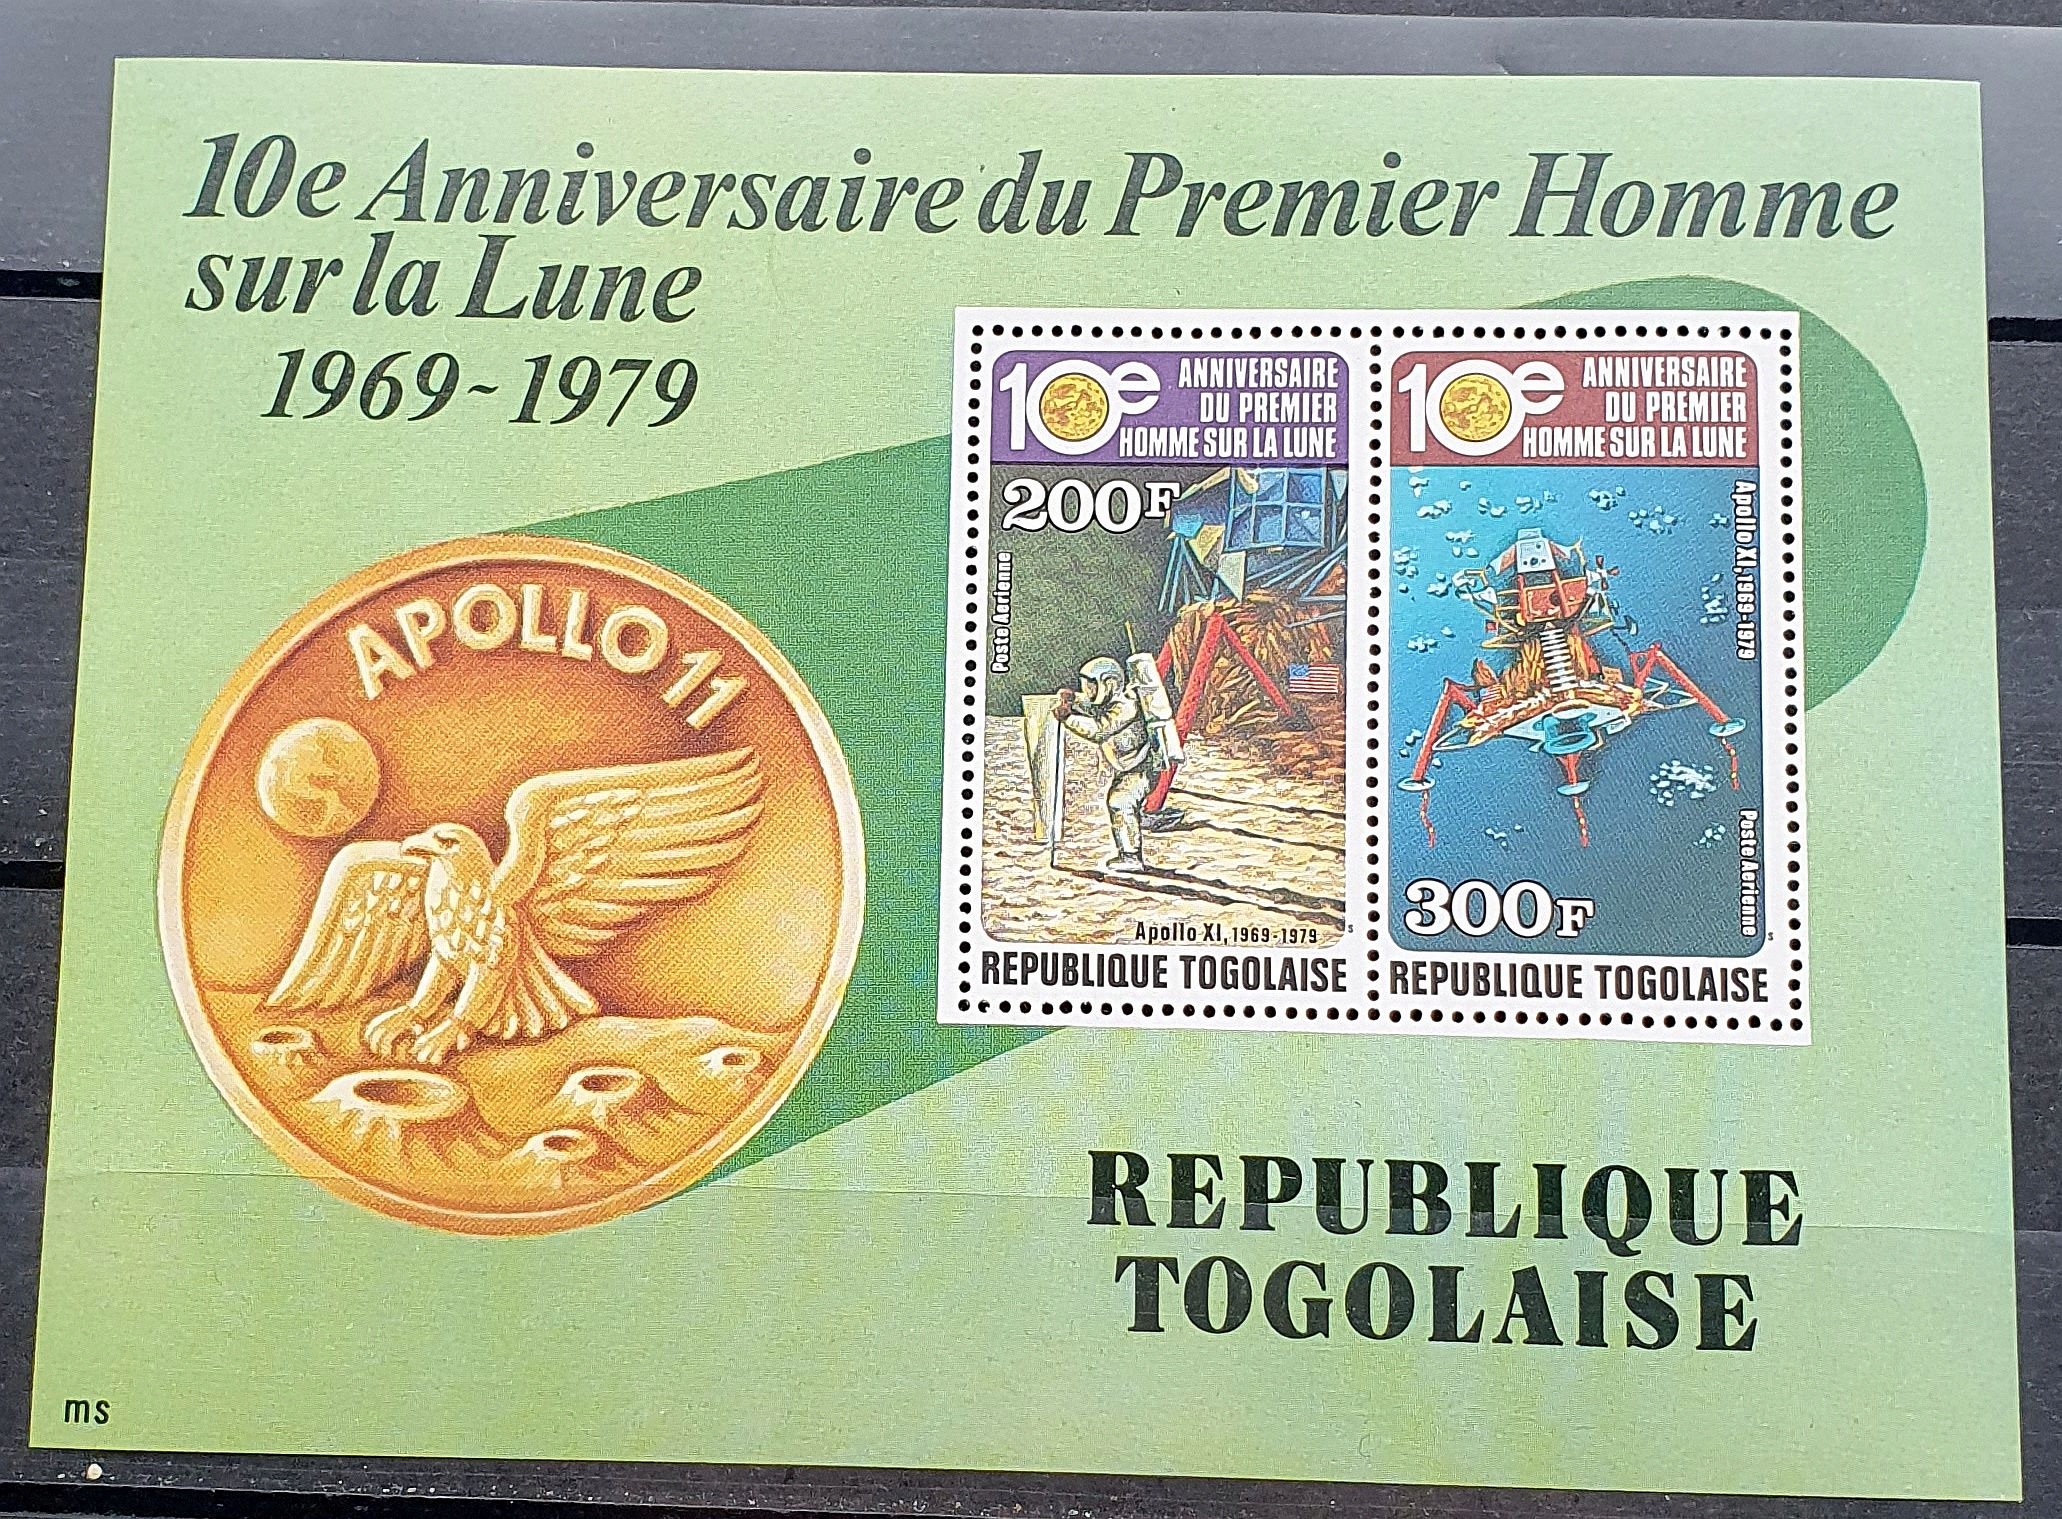 10e Anniversaire du Premier Homme
sur la Lune
1969-1979
APOLLO 11
10e ANNIVERSAIRE
DU PREMIER
HOMME SUR LA LUNE
200F
Poste Aerienne
Apollo XI, 1969-1979
s
REPUBLIQUE TOGOLAISE
10e ANNIVERSAIRE
DU PREMIER
HOMME SUR LA LUNE
Apollo XI, 1969-1979
Poste Aerienne
300F
s
REPUBLIQUE TOGOLAISE
REPUBLIQUE
TOGOLAISE
ms